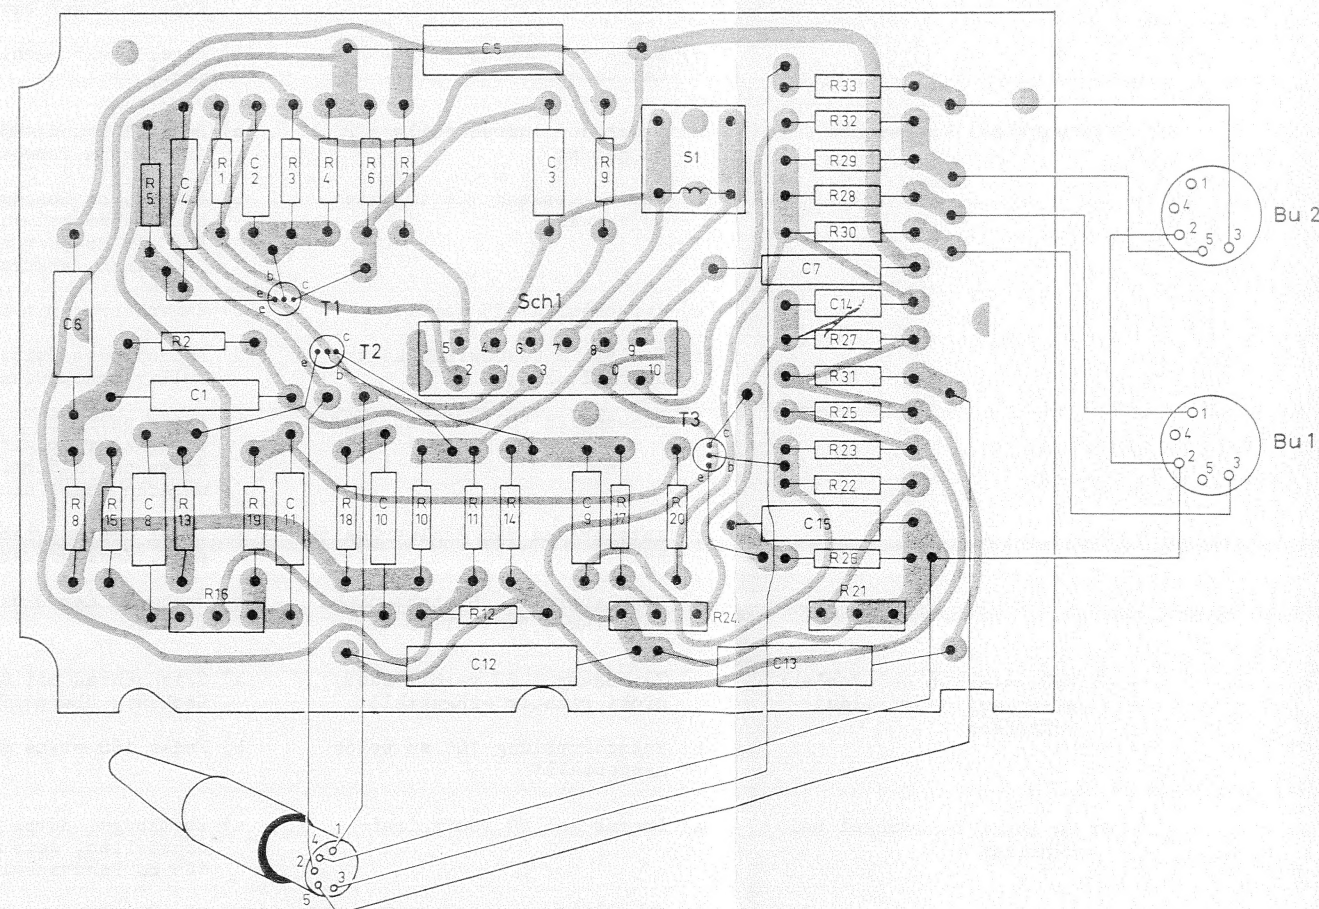 C5
R33
R32
S1
R29
R28
R30
R5
C4
R1
C2
R3
R4
R6
R7
C3
R9
1
4
2
5
3
Bu 2
C7
b
c
e
e
T1
Sch1
C14
C6
R2
T2
c
e
b
5
4
6
7
8
9
2
1
3
0
10
R27
R31
C1
T3
c
b
e
R25
R23
R22
1
4
2
5
3
Bu 1
R8
R15
C8
R13
R19
C11
R18
C10
R10
R11
R14
C9
R17
R20
C15
R26
R16
R12
R24
R21
C12
C13
1
4
2
3
5